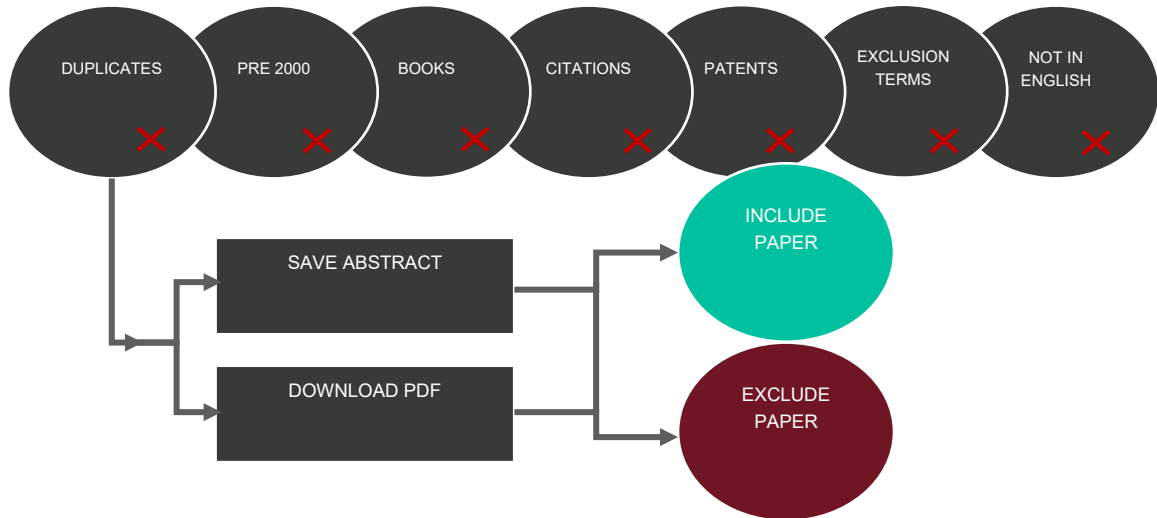 DUPLICATES
PRE 2000
BOOKS
CITATIONS
PATENTS
EXCLUSION
TERMS
NOT IN
ENGLISH
INCLUDE
PAPER
SAVE ABSTRACT
DOWNLOAD PDF
EXCLUDE
PAPER